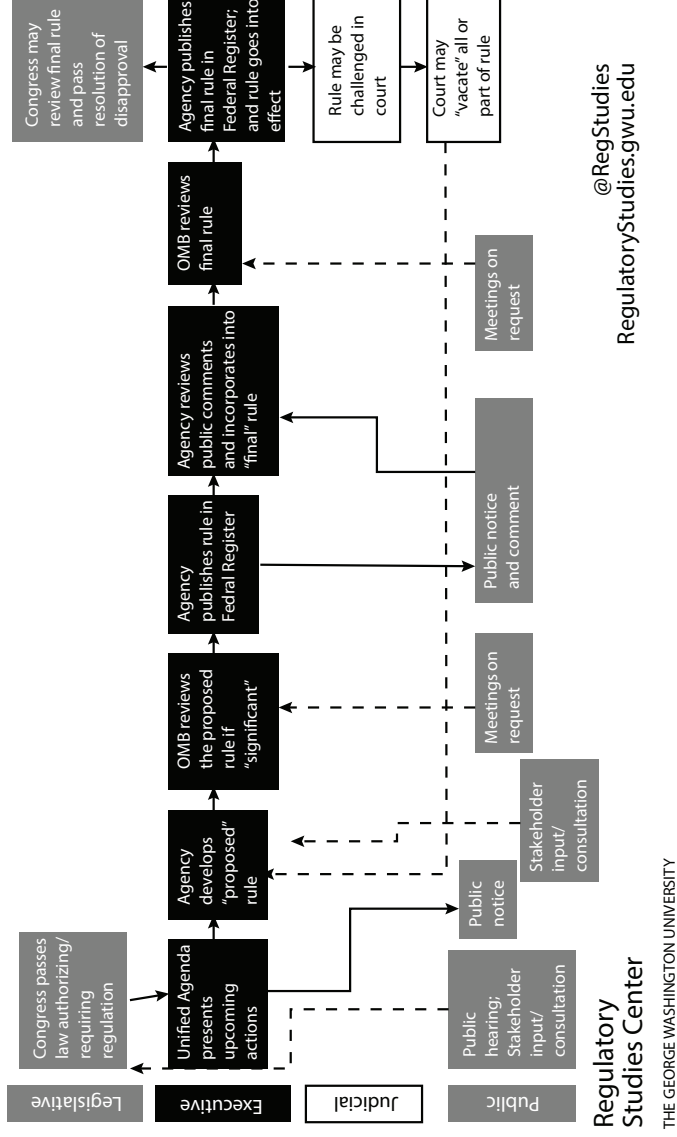 Legislative
Executive
Judicial
Public
Congress passes
law authorizing/
requiring
regulation
Congress may
review final rule
and pass
resolution of
disapproval
Unified Agenda
presents
upcoming
actions
Agency
develops
“proposed”
rule
OMB reviews
the proposed
rule if
“significant”
Agency
publishes rule in
Fedral Register
Agency reviews
public comments
and incorporates into
“final” rule
OMB reviews
final rule
Agency publishes
final rule in
Federal Register;
and rule goes into
effect
Rule may be
challenged in
court
Court may
“vacate” all or
part of rule
Public
hearing;
Stakeholder
input/
consultation
Public
notice
Stakeholder
input/
consultation
Meetings on
request
Public notice
and comment
Meetings on
request
Regulatory
Studies Center
THE GEORGE WASHINGTON UNIVERSITY
@RegStudies
RegulatoryStudies.gwu.edu